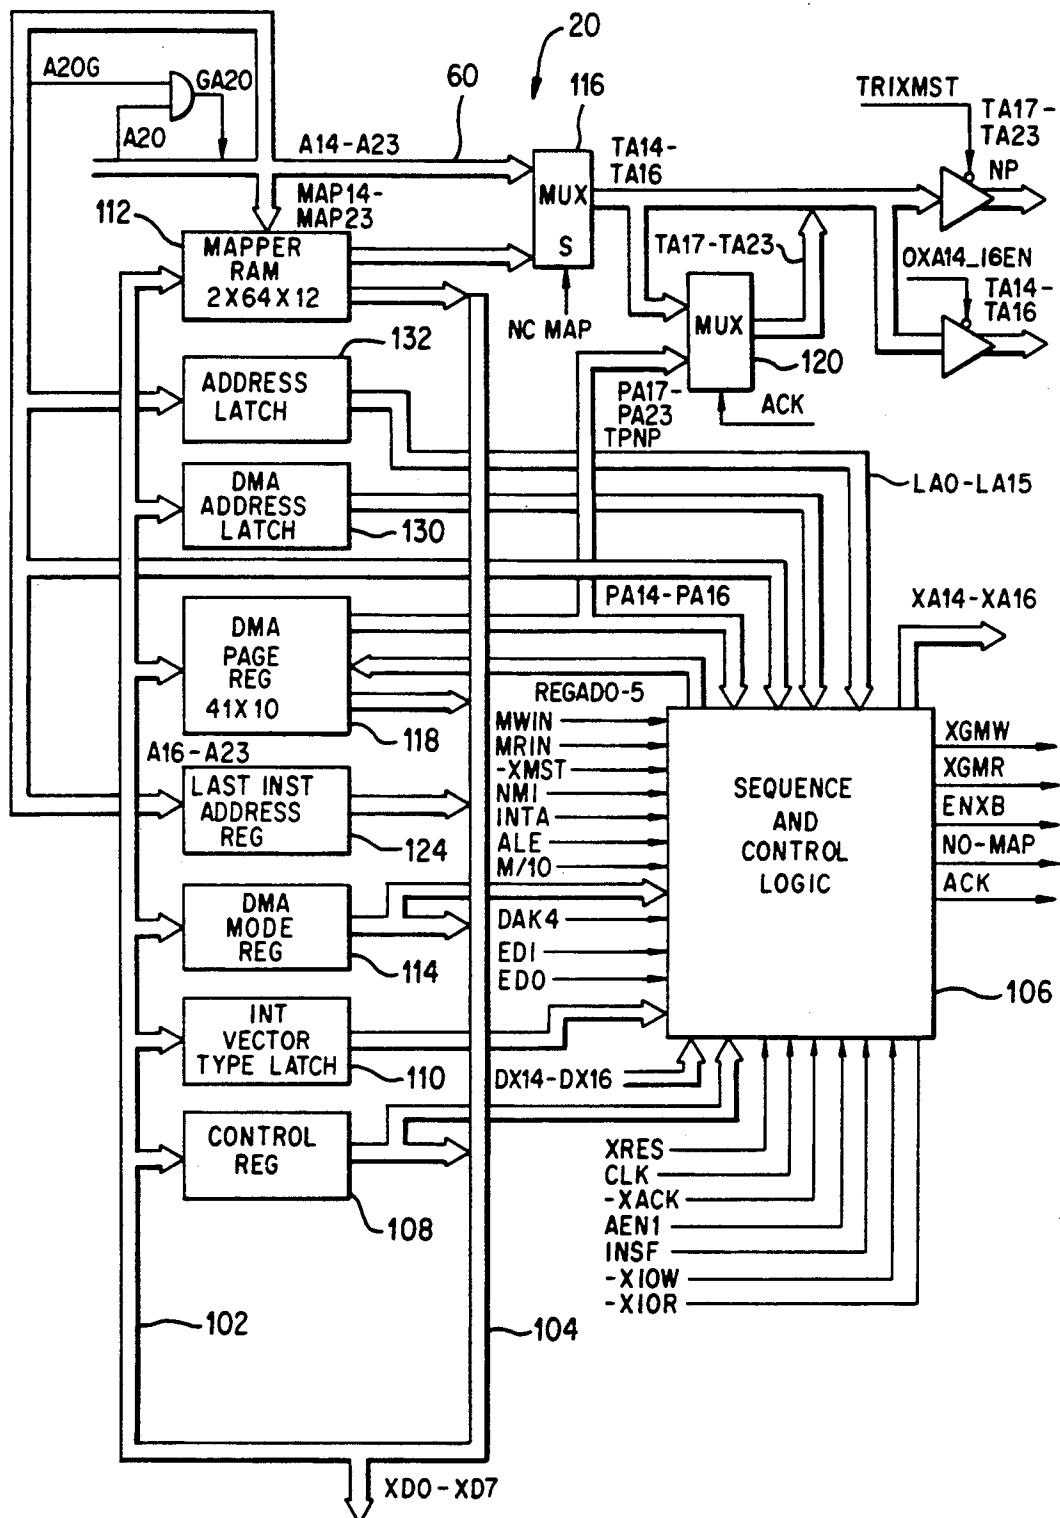 20
A20G
GA20
A20
60
116
TRIXMST
TA17-
TA23
NP
A14-A23
MUX
S
TA14-
TA16
MAP14-
MAP23
112
MAPPER
RAM
2X64X12
TA17-TA23
OXA14_16EN
TA14-
TA16
NC MAP
MUX
120
132
ADDRESS
LATCH
PA17-
PA23
TPNP
ACK
DMA
ADDRESS
LATCH
130
LA0-LA15
PA14-PA16
XA14-XA16
DMA
PAGE
REG
41X10
118
REGAD0-5
MWIN
MRIN
-XMST
NMI
INTA
ALE
M/10
DAK4
EDI
EDO
SEQUENCE
AND
CONTROL
LOGIC
106
XGMW
XGMR
ENXB
NO-MAP
ACK
A16-A23
LAST INST
ADDRESS
REG
124
DMA
MODE
REG
114
INT
VECTOR
TYPE LATCH
110
DX14-DX16
CONTROL
REG
108
XRES
CLK
-XACK
AEN1
INSF
-XIOW
-XIOR
102
104
XD0-XD7